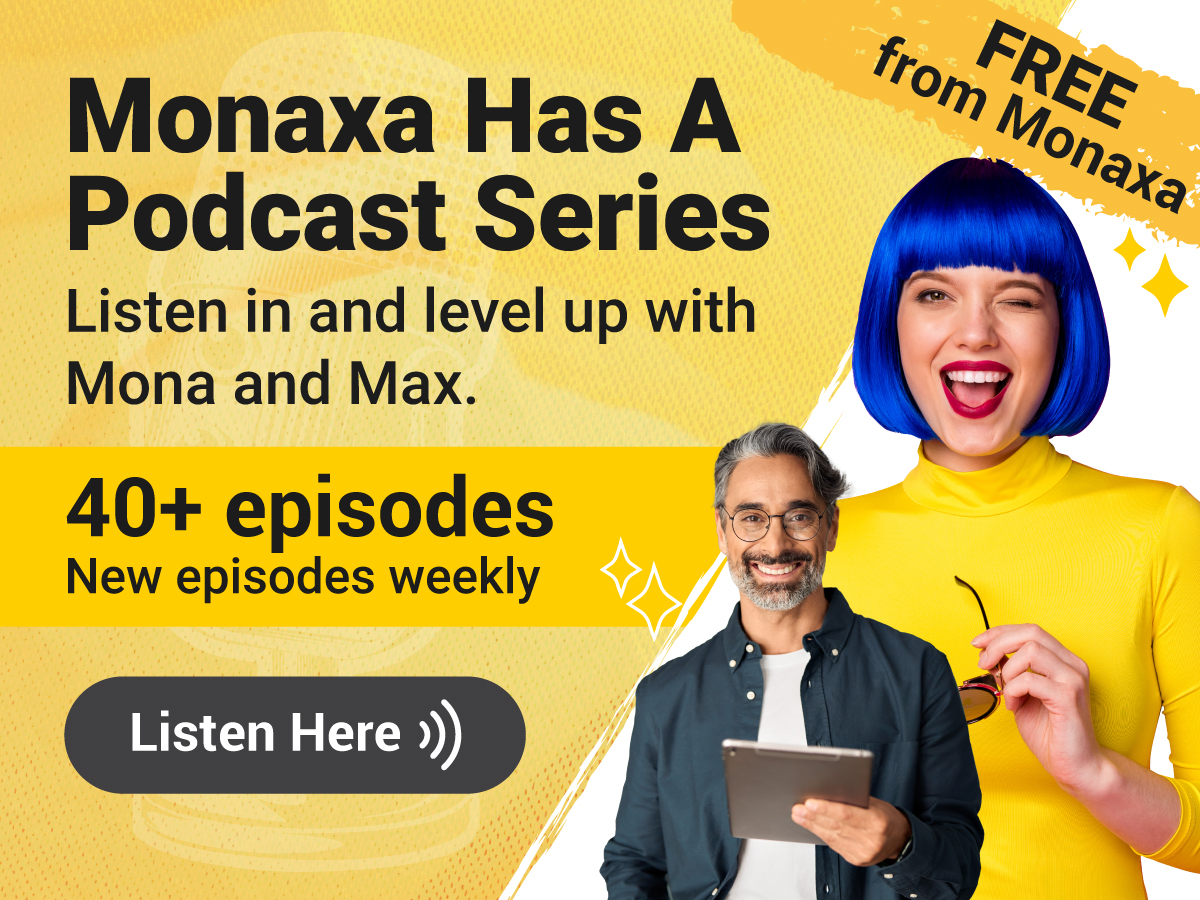 FREE
from Monaxa
Monaxa Has A
Podcast Series
Listen in and level up with
Mona and Max.
40+ episodes
New episodes weekly
Listen Here